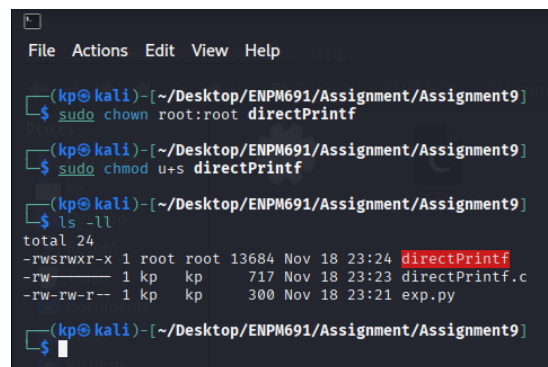 File Actions Edit View Help
┌──(kp㉿kali)-[~/Desktop/ENPM691/Assignment/Assignment9]
└─$ sudo chown root:root directPrintf
┌──(kp㉿kali)-[~/Desktop/ENPM691/Assignment/Assignment9]
└─$ sudo chmod u+s directPrintf
┌──(kp㉿kali)-[~/Desktop/ENPM691/Assignment/Assignment9]
└─$ ls -ll
total 24
-rwsrwxr-x 1 root root 13684 Nov 18 23:24 directPrintf
-rw------- 1 kp kp 717 Nov 18 23:23 directPrintf.c
-rw-rw-r-- 1 kp kp 300 Nov 18 23:21 exp.py
┌──(kp㉿kali)-[~/Desktop/ENPM691/Assignment/Assignment9]
└─$